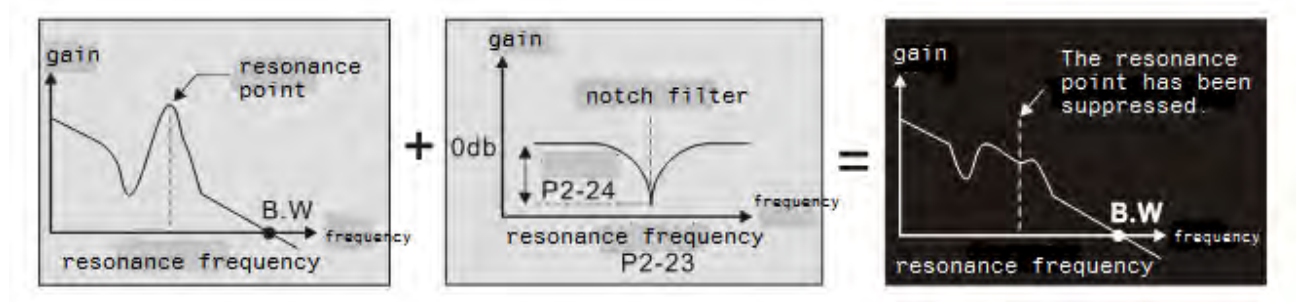 gain
resonance
point
B.W
frequency
resonance frequency
+
gain
notch filter
0db
P2-24
frequency
resonance frequency
P2-23
=
gain
The resonance
point has been
suppressed.
B.W
frequency
resonance frequency